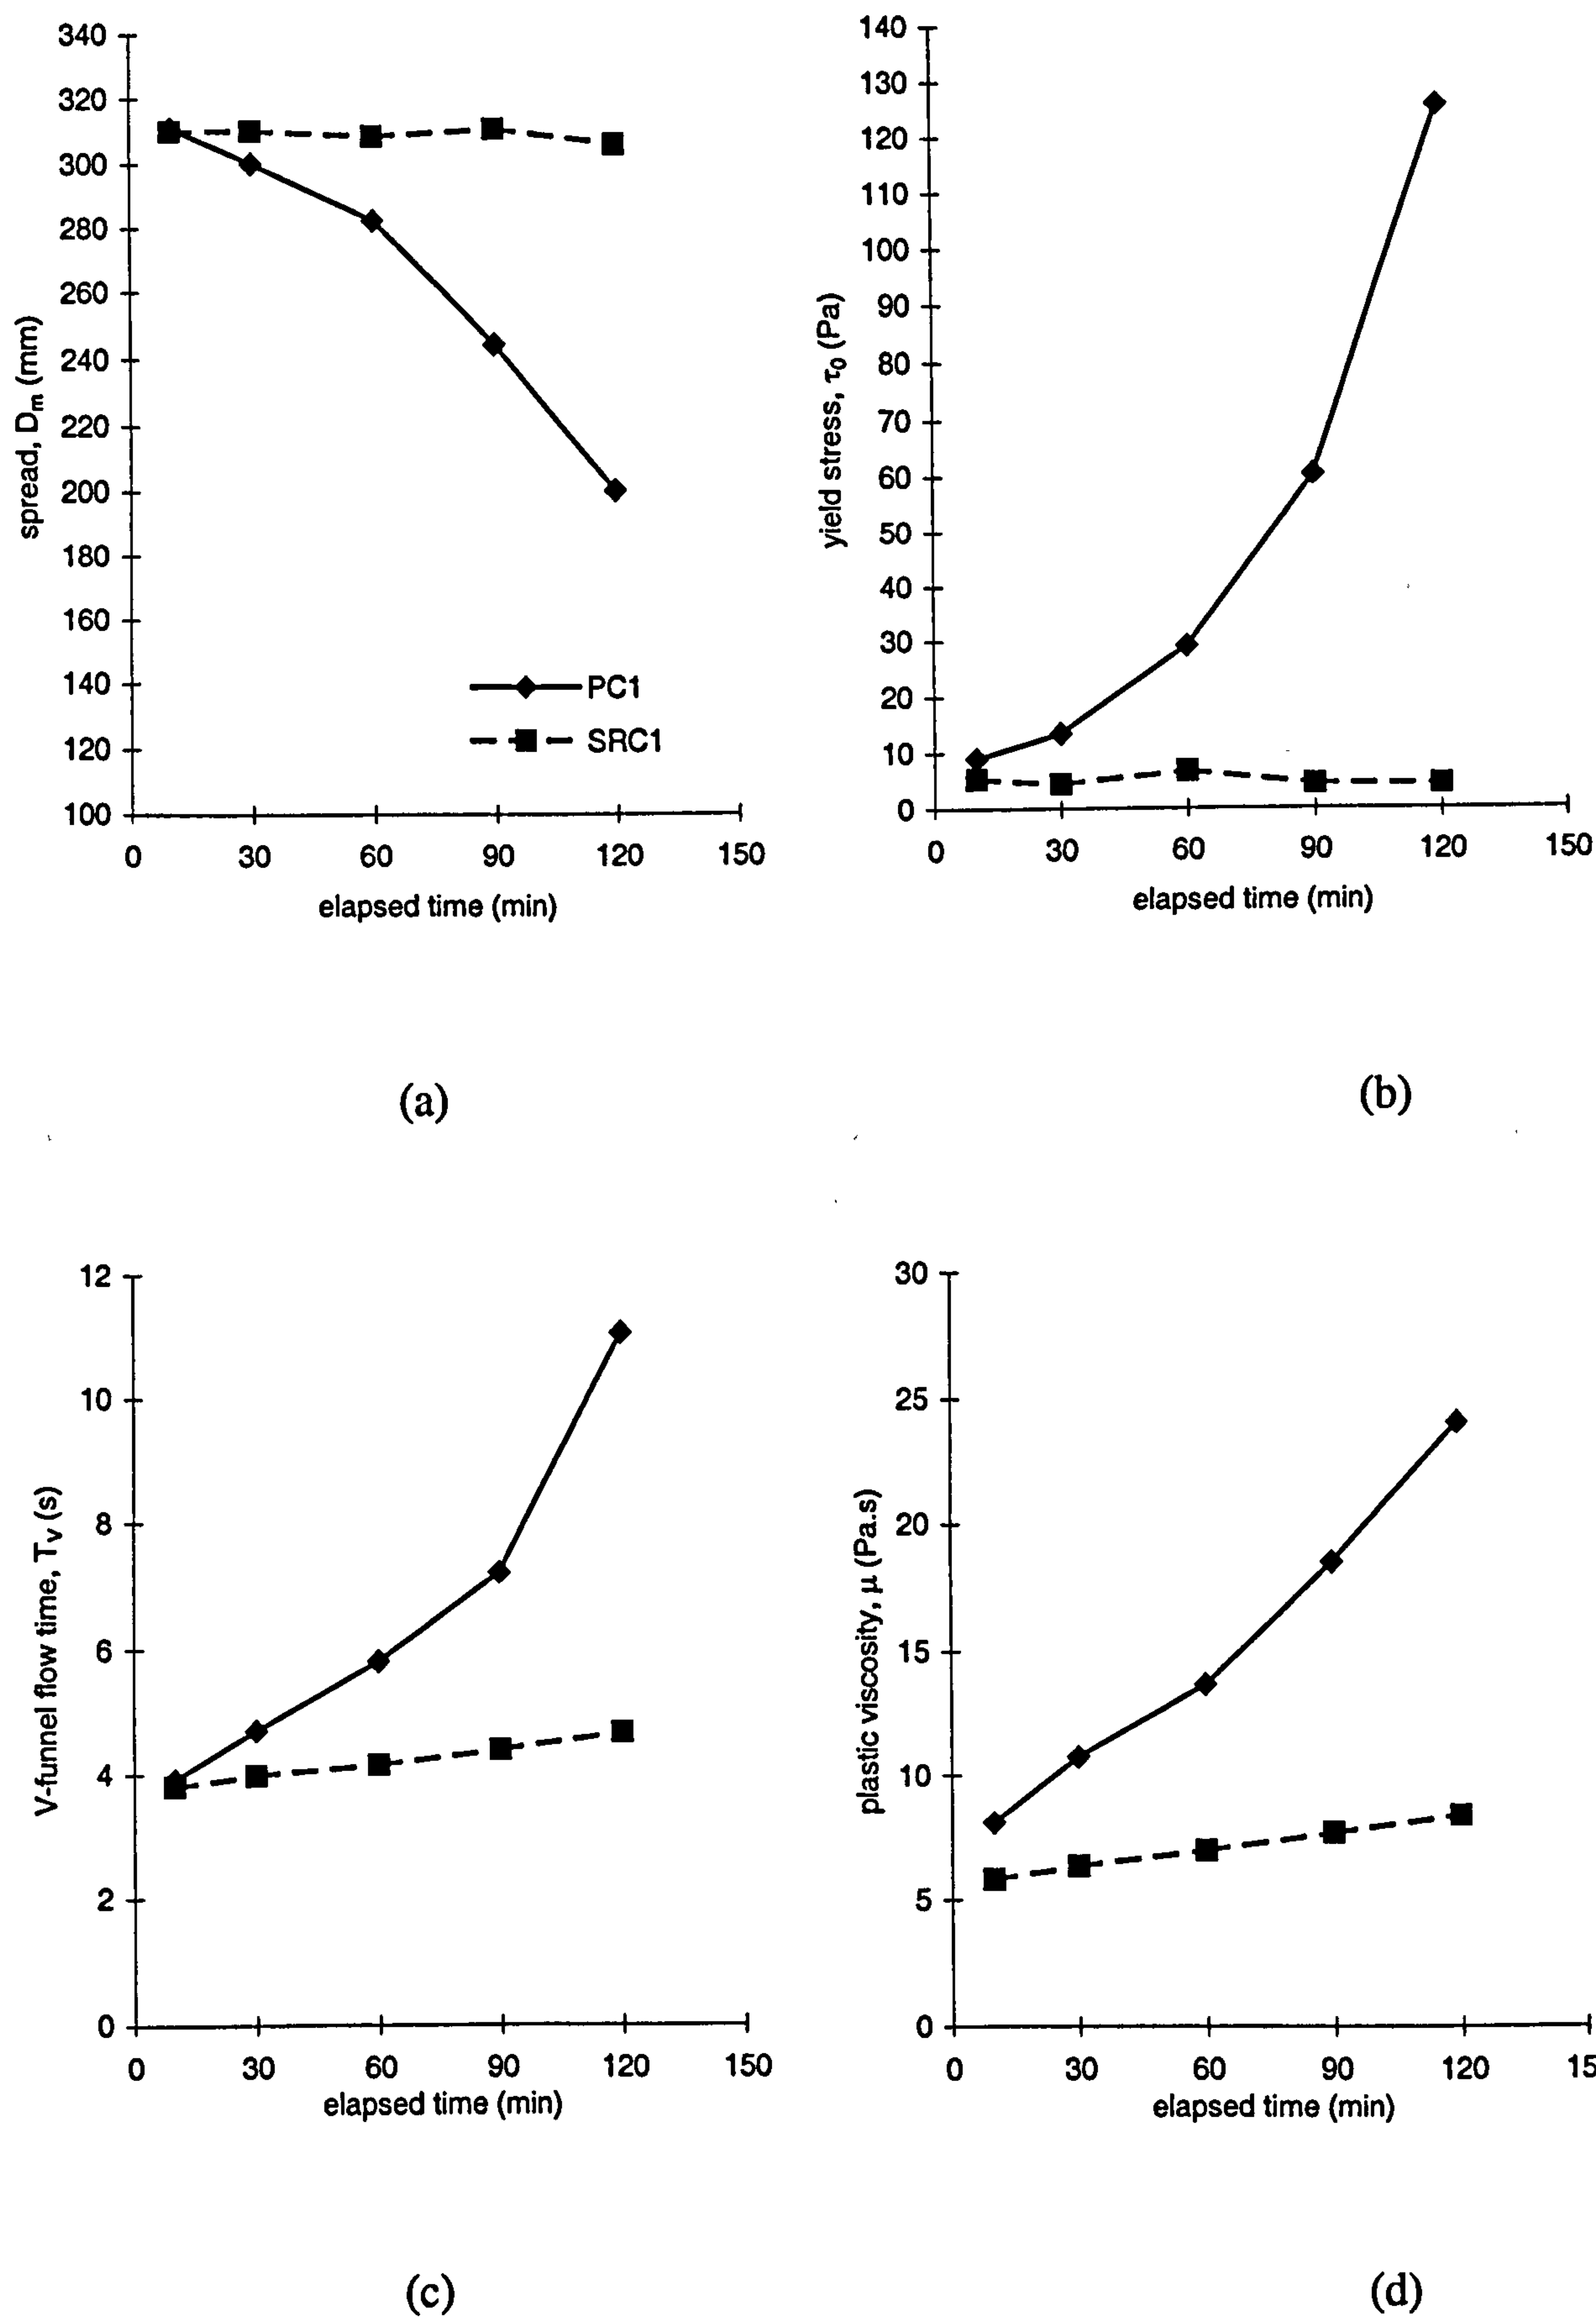 340
320
300
280
260
240
220
200
180
160
140
120
100
spread, Dm (mm)
PC1
SRC1
0 30 60 90 120 150
elapsed time (min)
(a)
140
130
120
110
100
90
80
70
60
50
40
30
20
10
0
yield stress, τ0 (Pa)
0 30 60 90 120 150
elapsed time (min)
(b)
12
10
8
6
4
2
0
V-funnel flow time, Tv (s)
0 30 60 90 120 150
elapsed time (min)
(c)
30
25
20
15
10
5
0
plastic viscosity, μ (Pa.s)
0 30 60 90 120 15
elapsed time (min)
(d)